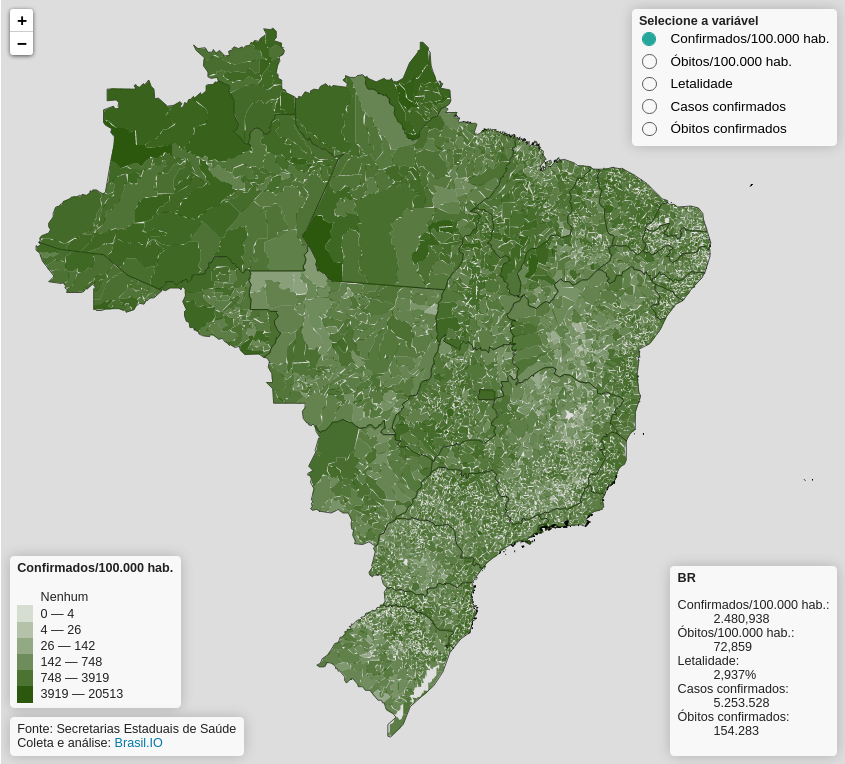 +
−
Selecione a variável
Confirmados/100.000 hab.
Óbitos/100.000 hab.
Letalidade
Casos confirmados
Óbitos confirmados
Confirmados/100.000 hab.
Nenhum
0 — 4
4 — 26
26 — 142
142 — 748
748 — 3919
3919 — 20513
Fonte: Secretarias Estaduais de Saúde
Coleta e análise: Brasil.IO
BR
Confirmados/100.000 hab.:
2.480,938
Óbitos/100.000 hab.:
72,859
Letalidade:
2,937%
Casos confirmados:
5.253.528
Óbitos confirmados:
154.283